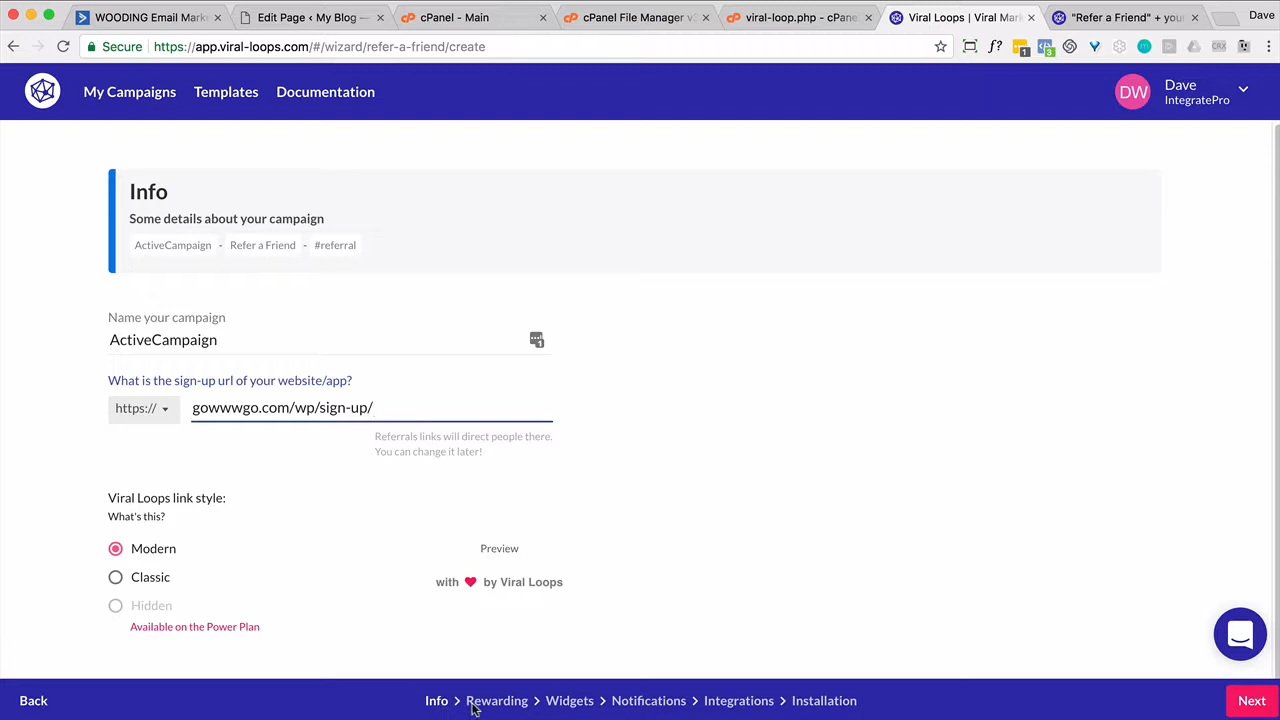 WOODING Email Mark
Edit Page ‹ My Blog —
cPanel - Main
cPanel File Manager v3
viral-loop.php - cPane
Viral Loops | Viral Mar
"Refer a Friend" + you
Dave
Secure https://app.viral-loops.com/#/wizard/refer-a-friend/create
My Campaigns Templates Documentation
DW
Dave
IntegratePro
Info
Some details about your campaign
ActiveCampaign - Refer a Friend - #referral
Name your campaign
ActiveCampaign
What is the sign-up url of your website/app?
https:// gowwwgo.com/wp/sign-up/
Referrals links will direct people there.
You can change it later!
Viral Loops link style:
What's this?
Modern
Preview
Classic
with ❤ by Viral Loops
Hidden
Available on the Power Plan
Back
Info > Rewarding > Widgets > Notifications > Integrations > Installation
Next